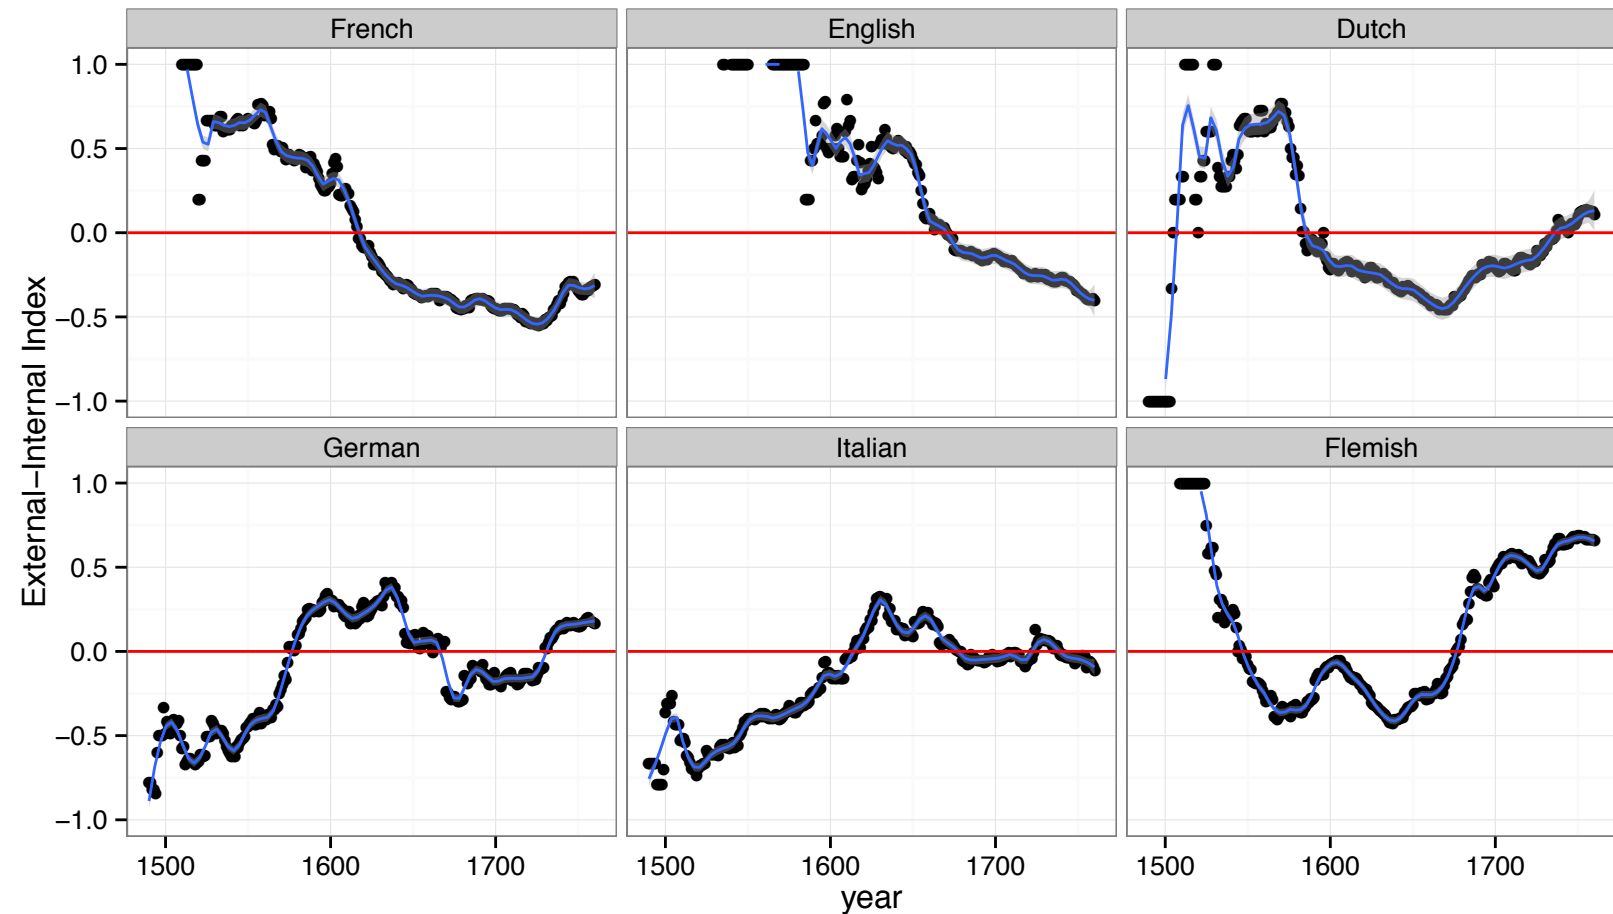 French English Dutch
1.0
0.5
0.0
−0.5
−1.0
External−Internal Index
German Italian Flemish
1.0
0.5
0.0
−0.5
−1.0
1500 1600 1700 1500 1600 1700 1500 1600 1700
year